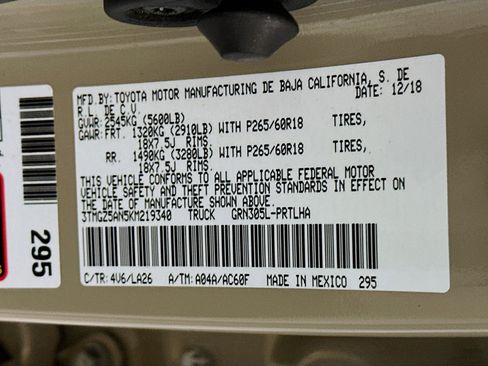 MFD.BY:TOYOTA MOTOR MANUFACTURING DE BAJA CALIFORNIA, S. DE
R.L. DE C.V. DATE: 12/18
GVWR: 2545KG (5600LB)
GAWR:FRT. 1320KG (2910LB) WITH P265/60R18 TIRES,
18X7.5J RIMS,
RR. 1490KG (3280LB) WITH P265/60R18 TIRES,
18X7.5J RIMS,
THIS VEHICLE CONFORMS TO ALL APPLICABLE FEDERAL MOTOR
VEHICLE SAFETY AND THEFT PREVENTION STANDARDS IN EFFECT ON
THE DATE OF MANUFACTURE SHOWN ABOVE.
3TMGZ5AN5KM219340 TRUCK GRN305L-PRTLHA
C/TR: 4V6/LA26 A/TM: A04A/AC60F MADE IN MEXICO 295
295